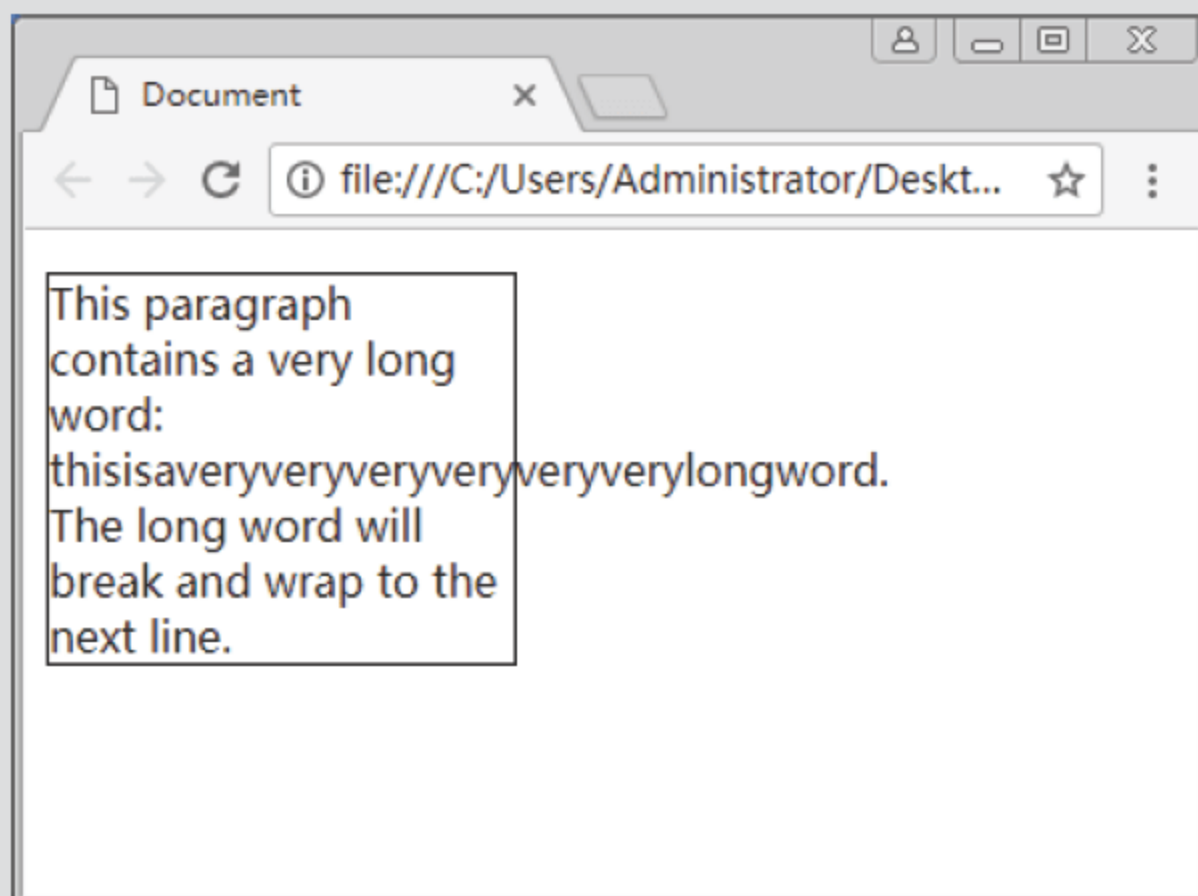 Document
file:///C:/Users/Administrator/Deskt...
This paragraph
contains a very long
word:
thisisaveryveryveryveryveryverylongword.
The long word will
break and wrap to the
next line.